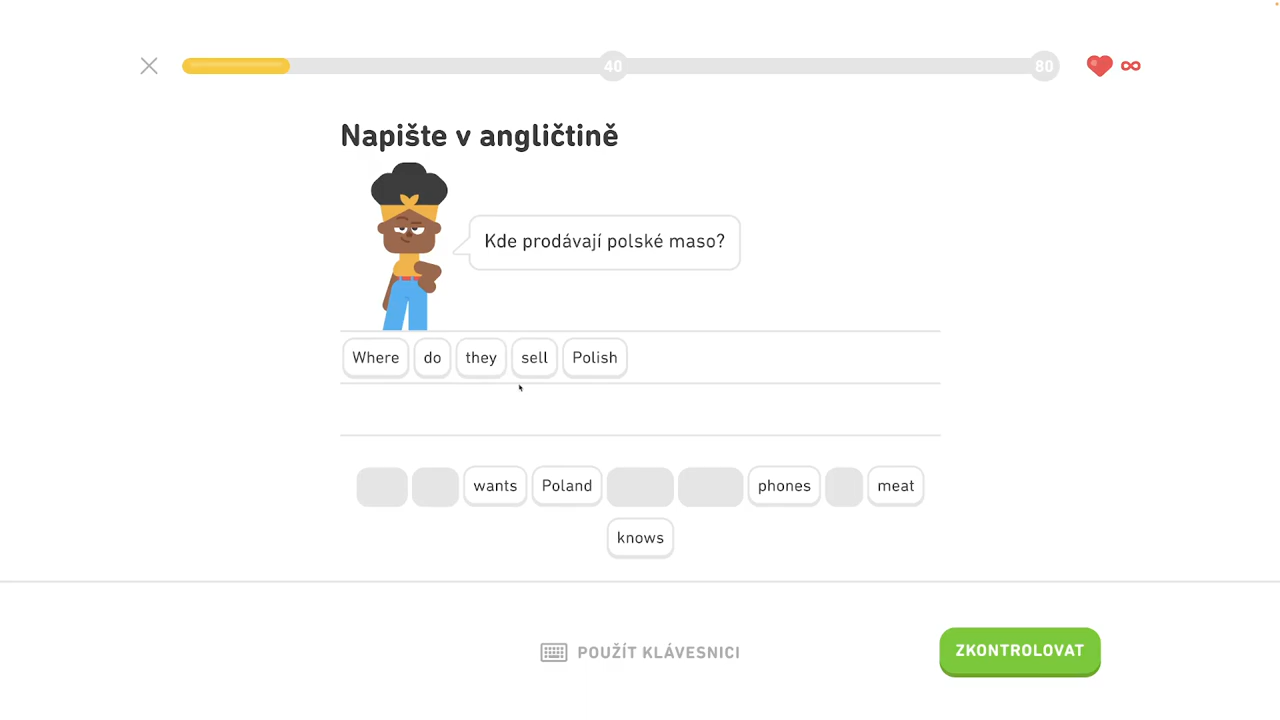 40 80 ∞
Napište v angličtině
Kde prodávají polské maso?
Where do they sell Polish
wants Poland phones meat
knows
POUŽÍT KLÁVESNICI ZKONTROLOVAT